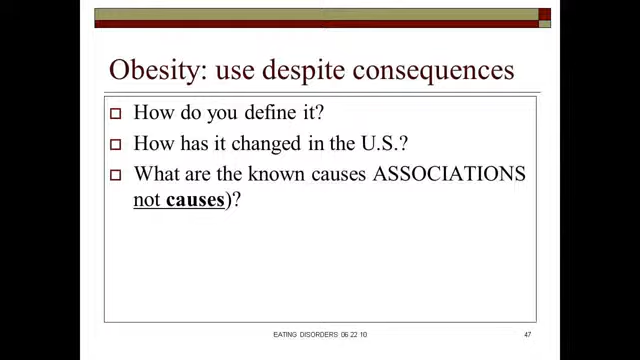 Obesity: use despite consequences
How do you define it?
How has it changed in the U.S.?
What are the known causes ASSOCIATIONS
not causes)?
EATING DISORDERS 06 22 10
47